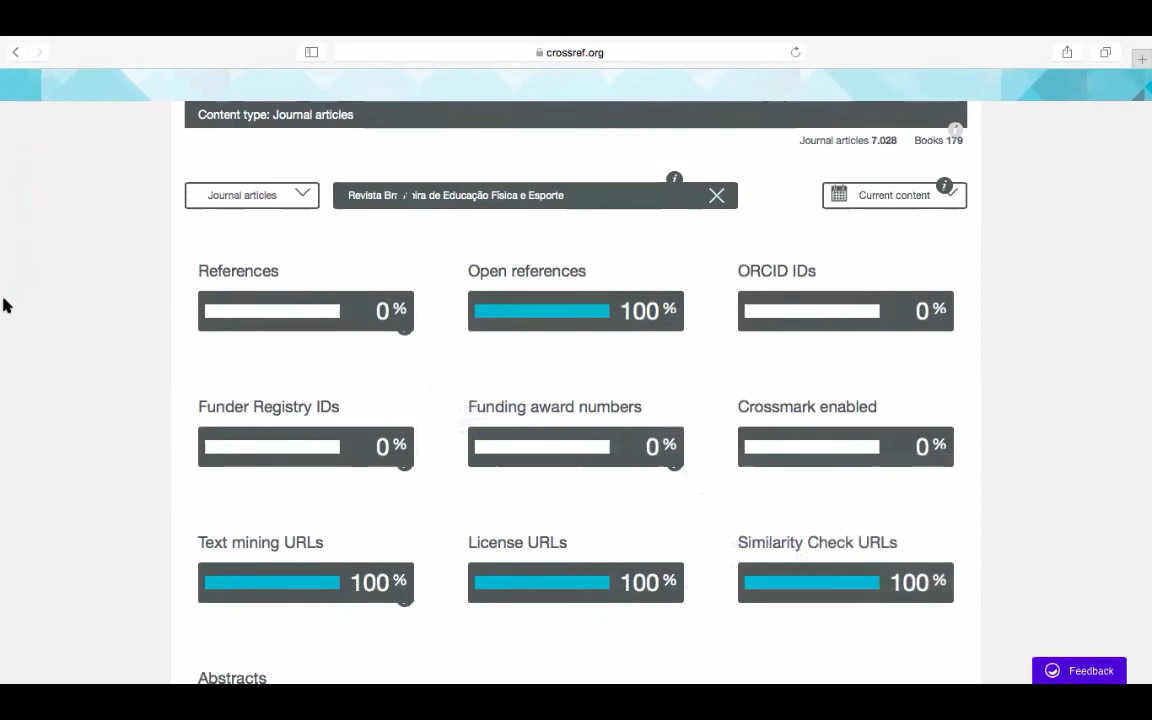 crossref.org
Content type: Journal articles
Journal articles 7.028 Books 179
Journal articles
Revista de Educação Física e Esporte
Current content
References
Open references
ORCID IDs
0 %
100 %
0 %
Funder Registry IDs
Funding award numbers
Crossmark enabled
0 %
0 %
0 %
Text mining URLs
License URLs
Similarity Check URLs
100 %
100 %
100 %
Abstracts
Feedback